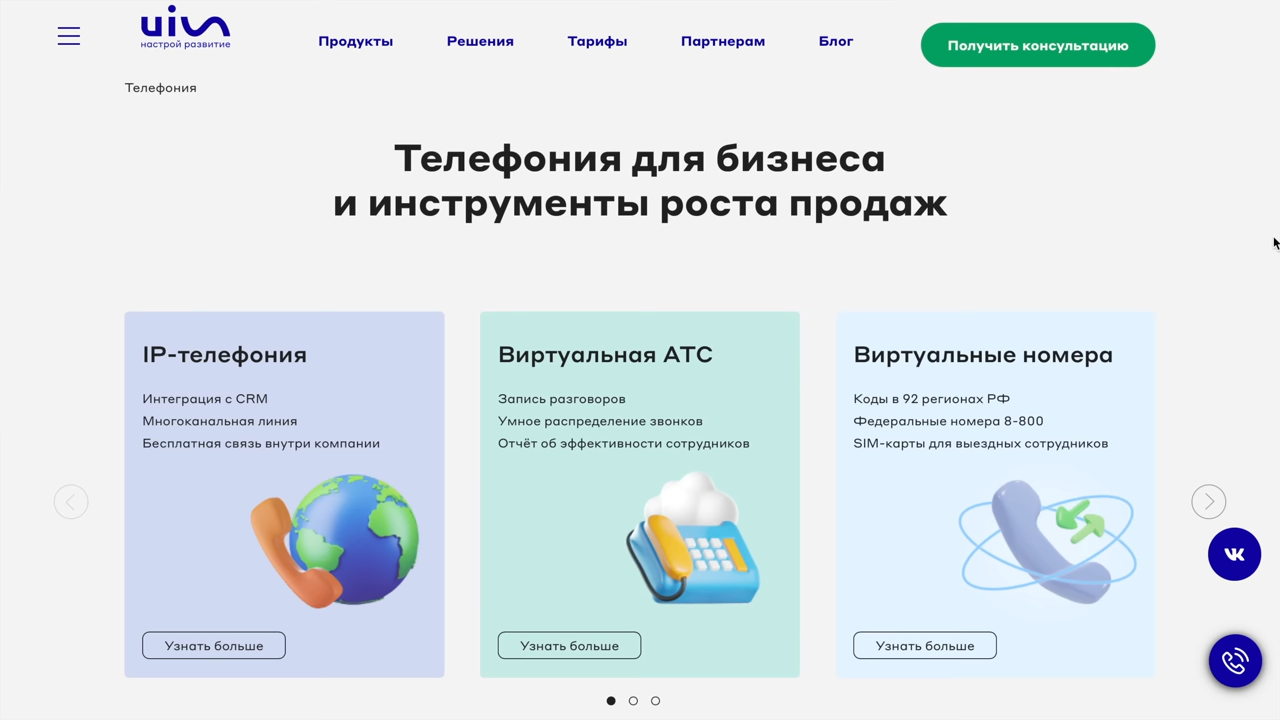 uis
настрой развитие
Продукты
Решения
Тарифы
Партнерам
Блог
Получить консультацию
Телефония
Телефония для бизнеса
и инструменты роста продаж
IP-телефония
Интеграция с CRM
Многоканальная линия
Бесплатная связь внутри компании
Узнать больше
Виртуальная АТС
Запись разговоров
Умное распределение звонков
Отчёт об эффективности сотрудников
Узнать больше
Виртуальные номера
Коды в 92 регионах РФ
Федеральные номера 8-800
SIM-карты для выездных сотрудников
Узнать больше